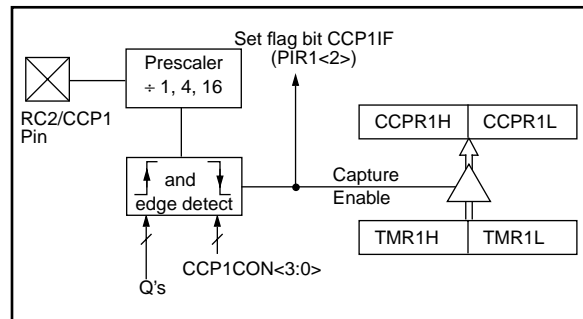 Set flag bit CCP1IF
(PIR1<2>)
Prescaler
÷ 1, 4, 16
RC2/CCP1
Pin
CCPR1H
CCPR1L
and
edge detect
Capture
Enable
TMR1H
TMR1L
CCP1CON<3:0>
Q's